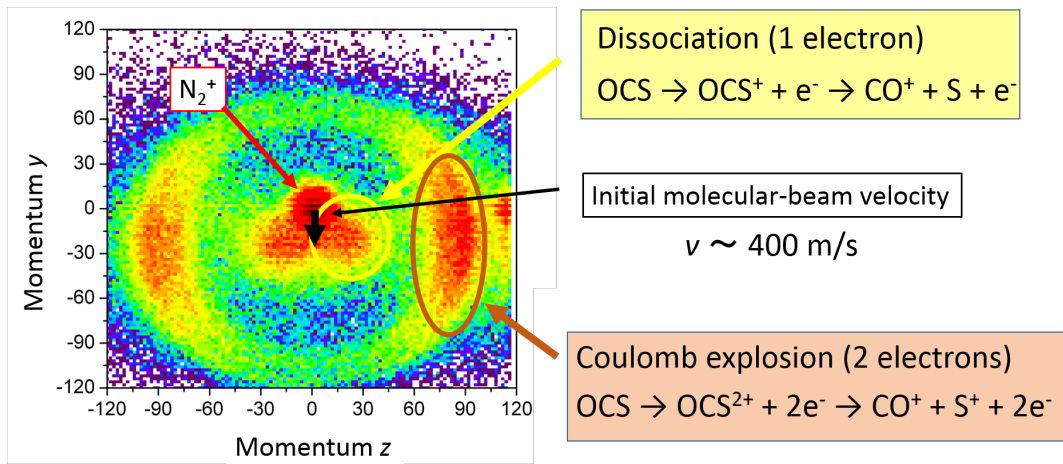 Dissociation (1 electron)
OCS → OCS⁺ + e⁻ → CO⁺ + S + e⁻
Initial molecular-beam velocity
v ~ 400 m/s
Coulomb explosion (2 electrons)
OCS → OCS²⁺ + 2e⁻ → CO⁺ + S⁺ + 2e⁻
N₂⁺
Momentum y
120
90
60
30
0
-30
-60
-90
-120
-120 -90 -60 -30 0 30 60 90 120
Momentum z